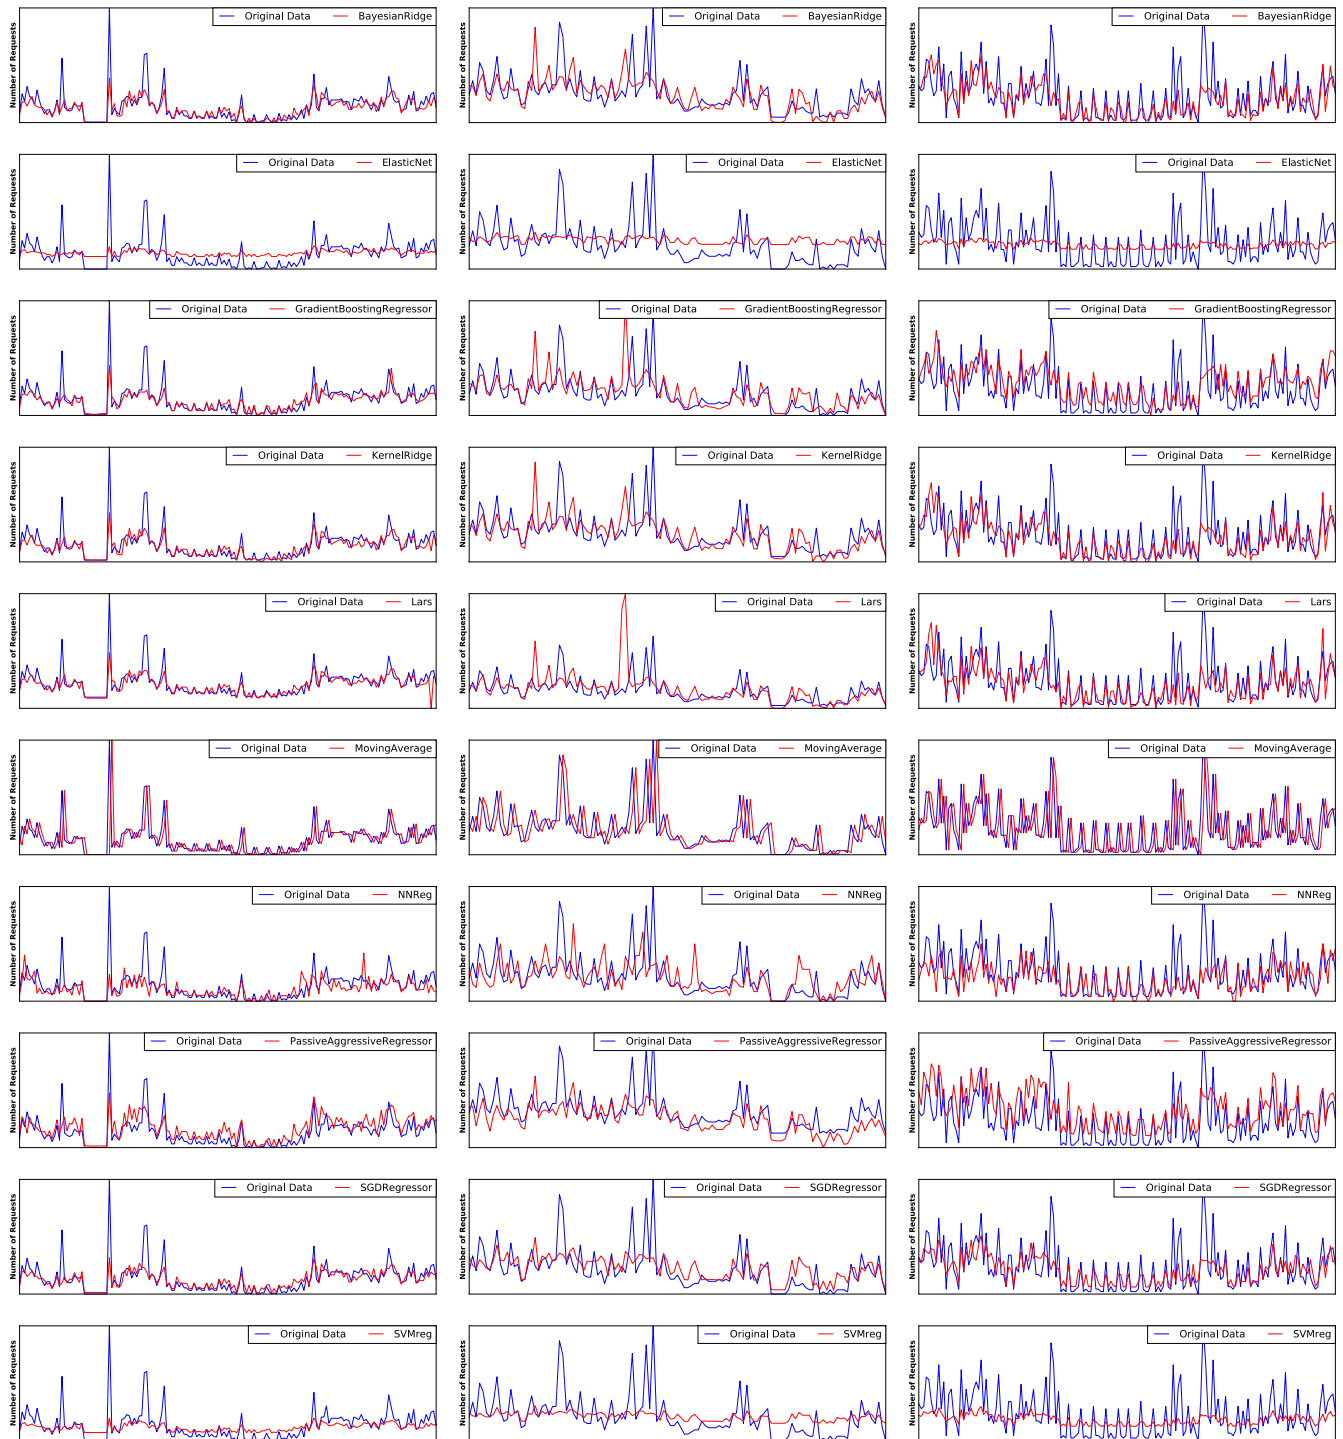 Number of Requests Original Data BayesianRidge
Number of Requests Original Data BayesianRidge
Number of Requests Original Data BayesianRidge
Number of Requests Original Data ElasticNet
Number of Requests Original Data ElasticNet
Number of Requests Original Data ElasticNet
Number of Requests Original Data GradientBoostingRegressor
Number of Requests Original Data GradientBoostingRegressor
Number of Requests Original Data GradientBoostingRegressor
Number of Requests Original Data KernelRidge
Number of Requests Original Data KernelRidge
Number of Requests Original Data KernelRidge
Number of Requests Original Data Lars
Number of Requests Original Data Lars
Number of Requests Original Data Lars
Number of Requests Original Data MovingAverage
Number of Requests Original Data MovingAverage
Number of Requests Original Data MovingAverage
Number of Requests Original Data NNReg
Number of Requests Original Data NNReg
Number of Requests Original Data NNReg
Number of Requests Original Data PassiveAggressiveRegressor
Number of Requests Original Data PassiveAggressiveRegressor
Number of Requests Original Data PassiveAggressiveRegressor
Number of Requests Original Data SGDRegressor
Number of Requests Original Data SGDRegressor
Number of Requests Original Data SGDRegressor
Number of Requests Original Data SVMreg
Number of Requests Original Data SVMreg
Number of Requests Original Data SVMreg